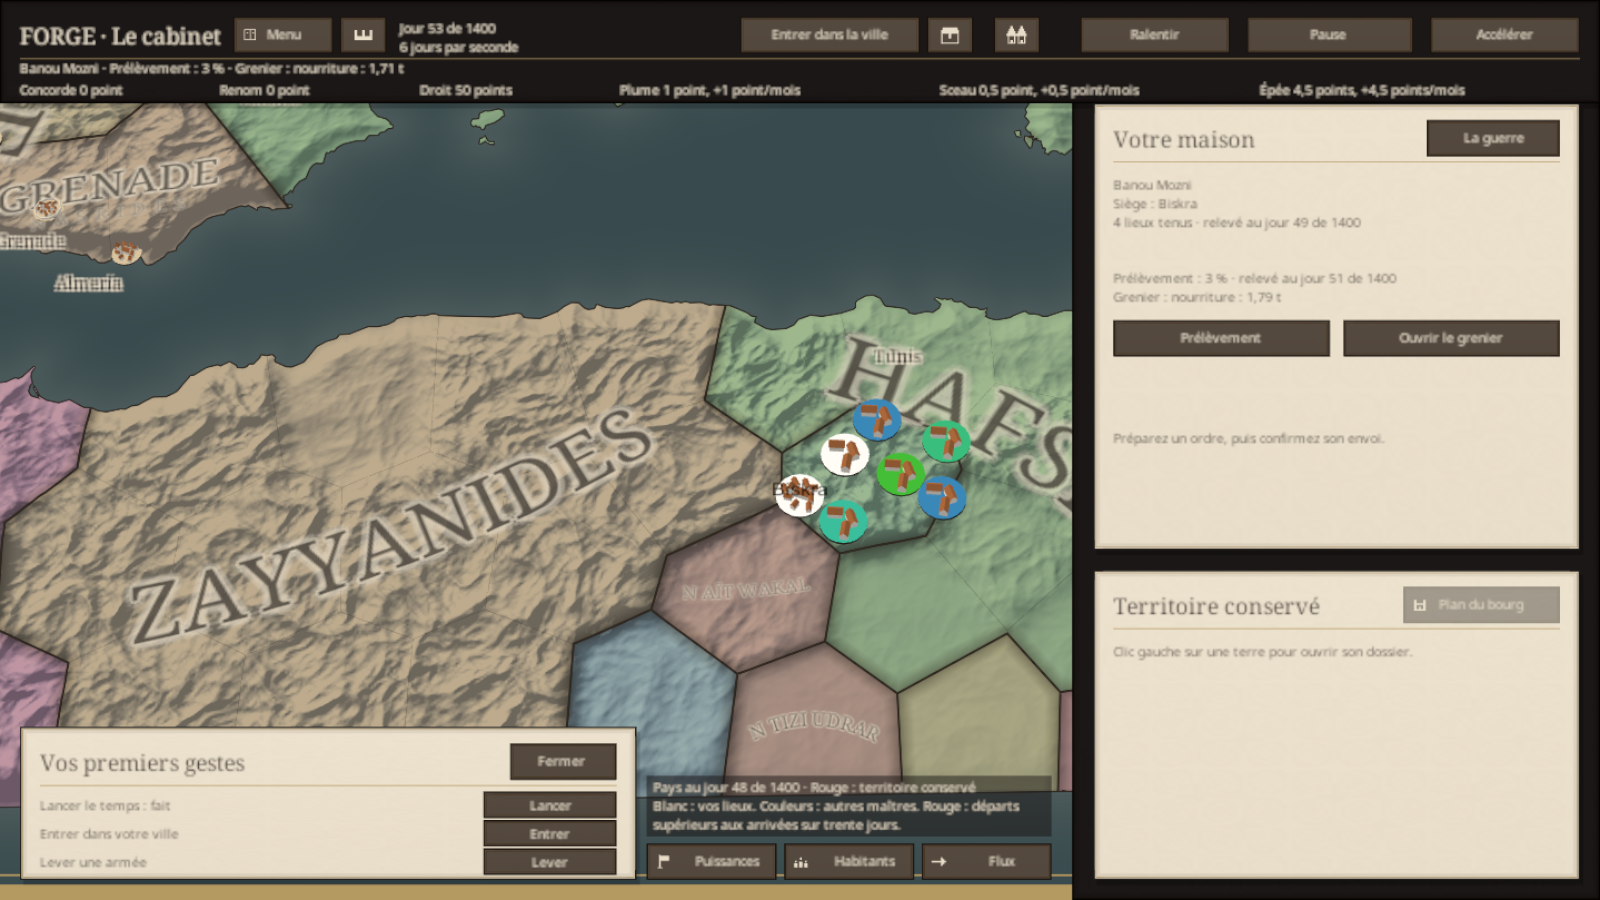 FORGE · Le cabinet
Menu
Jour 53 de 1400
6 jours par seconde
Entrer dans la ville
Ralentir
Pause
Accélérer
Banou Mozni - Prélèvement : 3 % - Grenier : nourriture : 1,71 t
Concorde 0 point
Renom 0 point
Droit 50 points
Plume 1 point, +1 point/mois
Sceau 0,5 point, +0,5 point/mois
Épée 4,5 points, +4,5 points/mois
GRENADE
Grenade
Almería
ZAYYANIDES
Tunis
HAFS
Biskra
N AÏT WAKAL
N TIZI UDRAR
Votre maison
La guerre
Banou Mozni
Siège : Biskra
4 lieux tenus · relevé au jour 49 de 1400
Prélèvement : 3 % · relevé au jour 51 de 1400
Grenier : nourriture : 1,79 t
Prélèvement
Ouvrir le grenier
Préparez un ordre, puis confirmez son envoi.
Territoire conservé
Plan du bourg
Clic gauche sur une terre pour ouvrir son dossier.
Vos premiers gestes
Fermer
Lancer le temps : fait
Lancer
Entrer dans votre ville
Entrer
Lever une armée
Lever
Pays au jour 48 de 1400 · Rouge : territoire conservé
Blanc : vos lieux. Couleurs : autres maîtres. Rouge : départs
supérieurs aux arrivées sur trente jours.
Puissances
Habitants
Flux